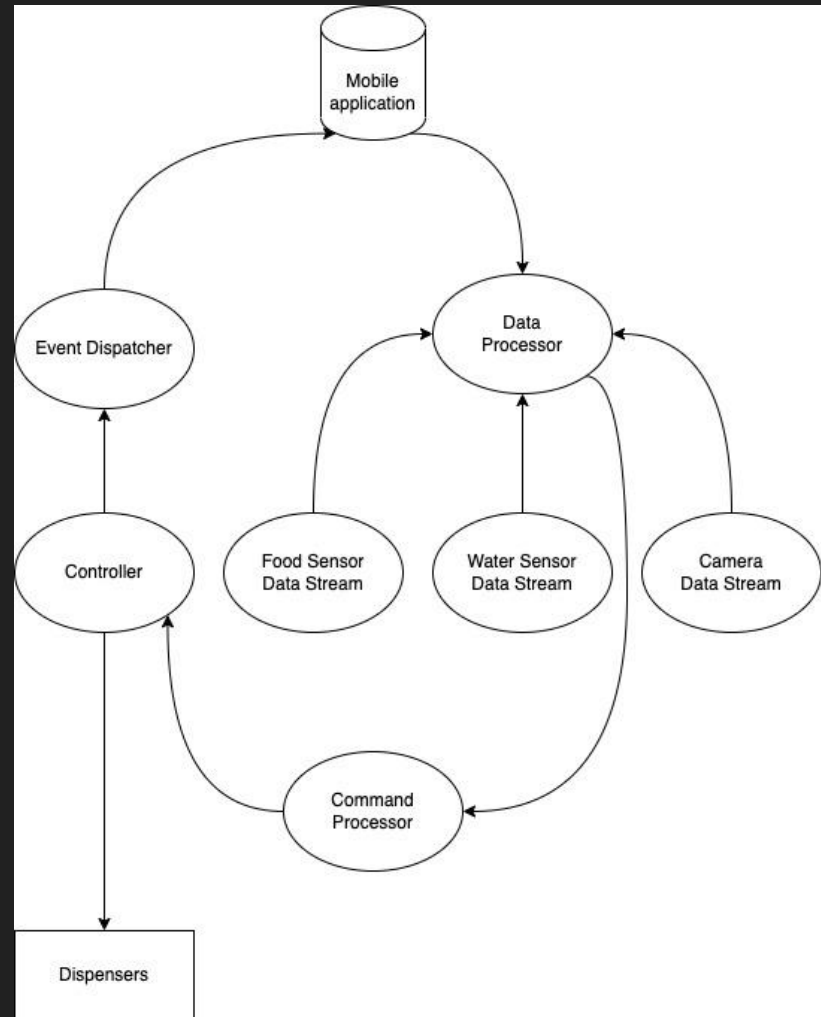 Mobile
application
Event Dispatcher
Data
Processor
Controller
Food Sensor
Data Stream
Water Sensor
Data Stream
Camera
Data Stream
Command
Processor
Dispensers